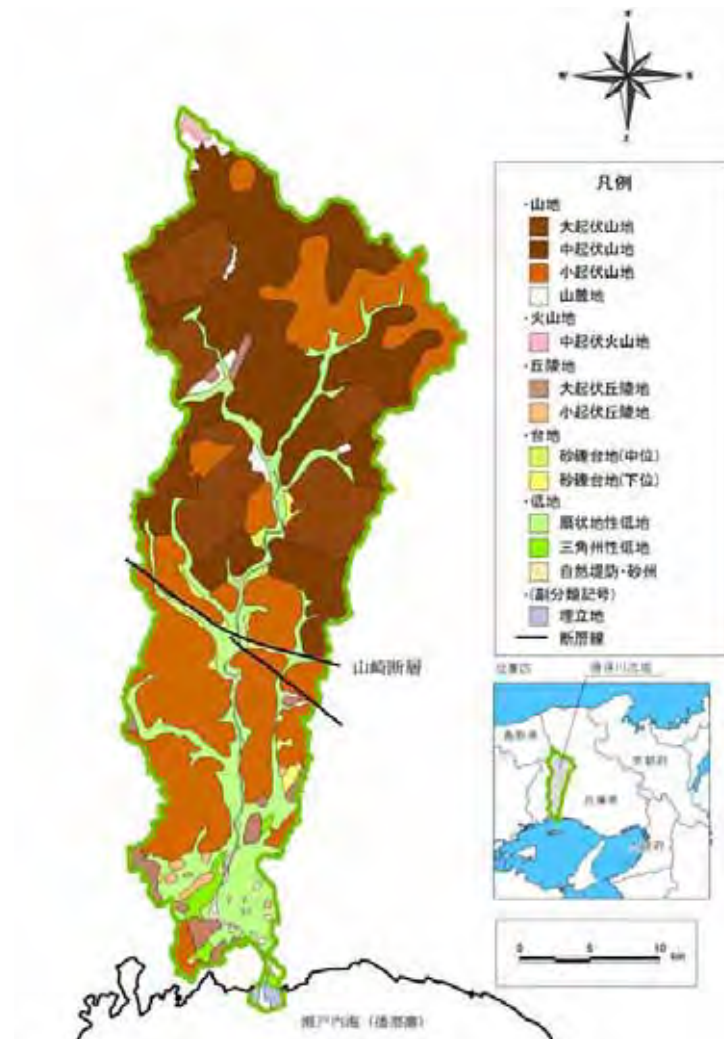 N
W
E
S
凡例
・山地
大起伏山地
中起伏山地
小起伏山地
山麓地
・火山地
中起伏火山地
・丘陵地
大起伏丘陵地
小起伏丘陵地
・台地
砂礫台地(中位)
砂礫台地(下位)
・低地
扇状地性低地
三角州性低地
自然堤防・砂州
・(副分類記号)
埋立地
断層線
山崎断層
位置図
揖保川流域
鳥取県
京都府
兵庫県
0 5 10
km
瀬戸内海(播磨灘)